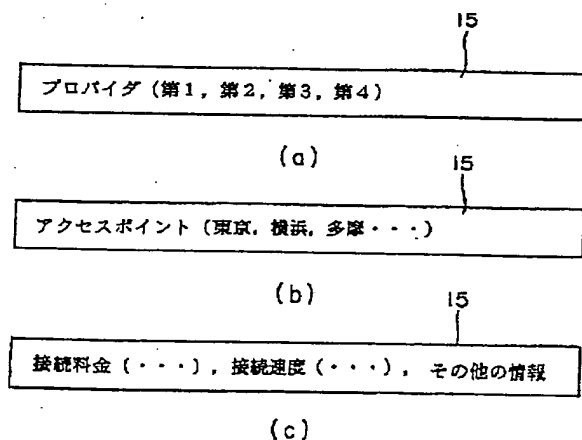 15
プロバイダ (第1, 第2, 第3, 第4)
(a)
15
アクセスポイント (東京, 横浜, 多摩・・・)
(b)
15
接続料金 (・・・), 接続速度 (・・・), その他の情報
(c)